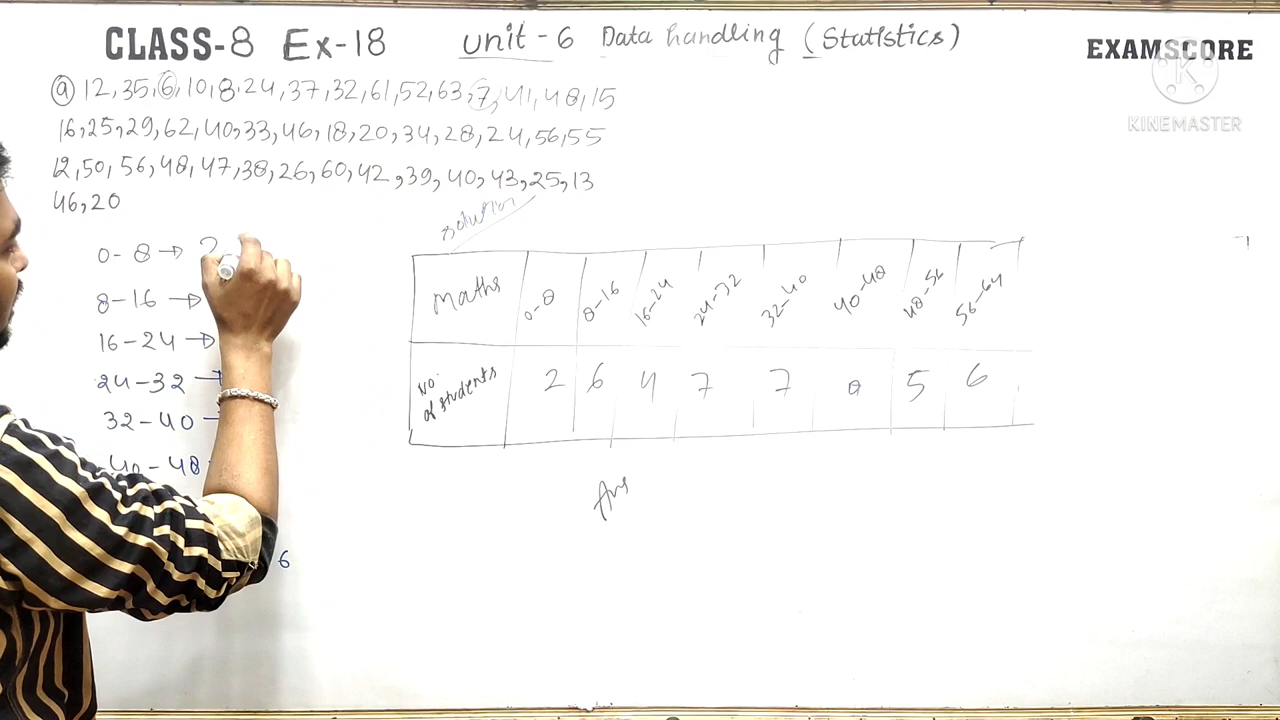 CLASS-8 Ex-18 Unit-6 Data handling (Statistics)
EXAMSCORE
KINEMASTER
ⓐ 12,35,6,10,8,24,37,32,61,52,63,7,41,48,15
16,25,29,62,40,33,46,18,20,34,28,24,56,55
12,50,56,48,47,38,26,60,42,39,40,43,25,13
46,20
solution
0-8 → 2
8-16 →
16-24 →
24-32 →
32-40
40-48
6
Maths 0-8 8-16 16-24 24-32 32-40 40-48 48-56 56-64
No. of students 2 6 4 7 7 8 5 6
Ans